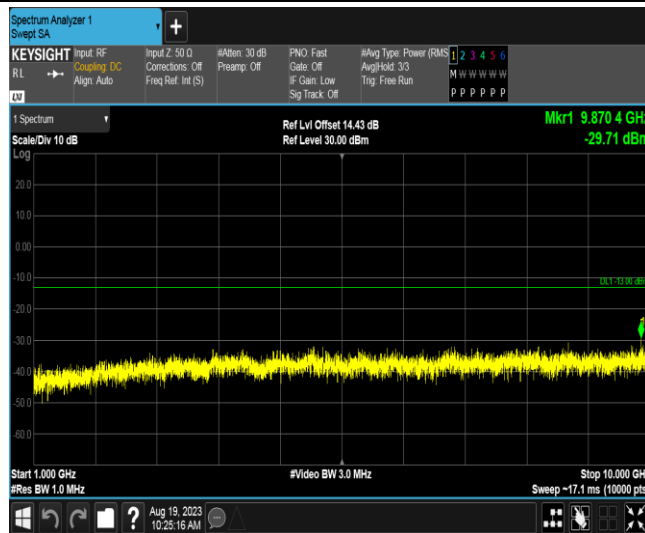 Spectrum Analyzer 1
Swept SA
+
KEYSIGHT
RL
LXI
Input: RF
Coupling: DC
Align: Auto
Input Z: 50 Ω
Corrections: Off
Freq Ref: Int (S)
#Atten: 30 dB
Preamp: Off
PNO: Fast
Gate: Off
IF Gain: Low
Sig Track: Off
#Avg Type: Power (RMS
Avg|Hold: 3/3
Trig: Free Run
1 2 3 4 5 6
M W W W W W
P P P P P P
1 Spectrum
Scale/Div 10 dB
Log
Ref Lvl Offset 14.43 dB
Ref Level 30.00 dBm
Mkr1 9.870 4 GHz
-29.71 dBm
20.0
10.0
0.00
-10.0
DL1 -13.00 dBm
-20.0
-30.0
-40.0
-50.0
-60.0
1
Start 1.000 GHz
#Res BW 1.0 MHz
#Video BW 3.0 MHz
Stop 10.000 GHz
Sweep ~17.1 ms (10000 pts)
?
Aug 19, 2023
10:25:16 AM